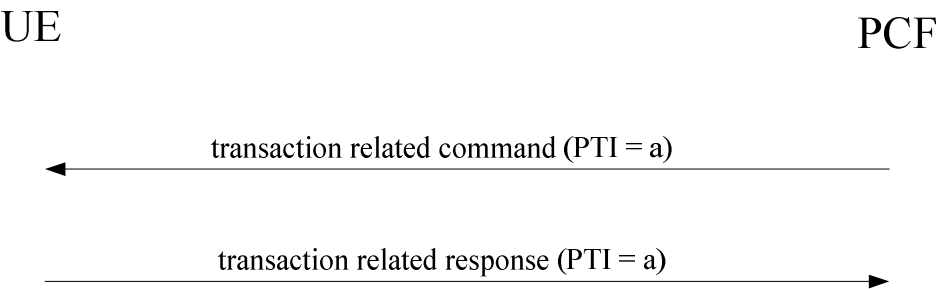 UE
PCF
transaction related command (PTI = a)
transaction related response (PTI = a)